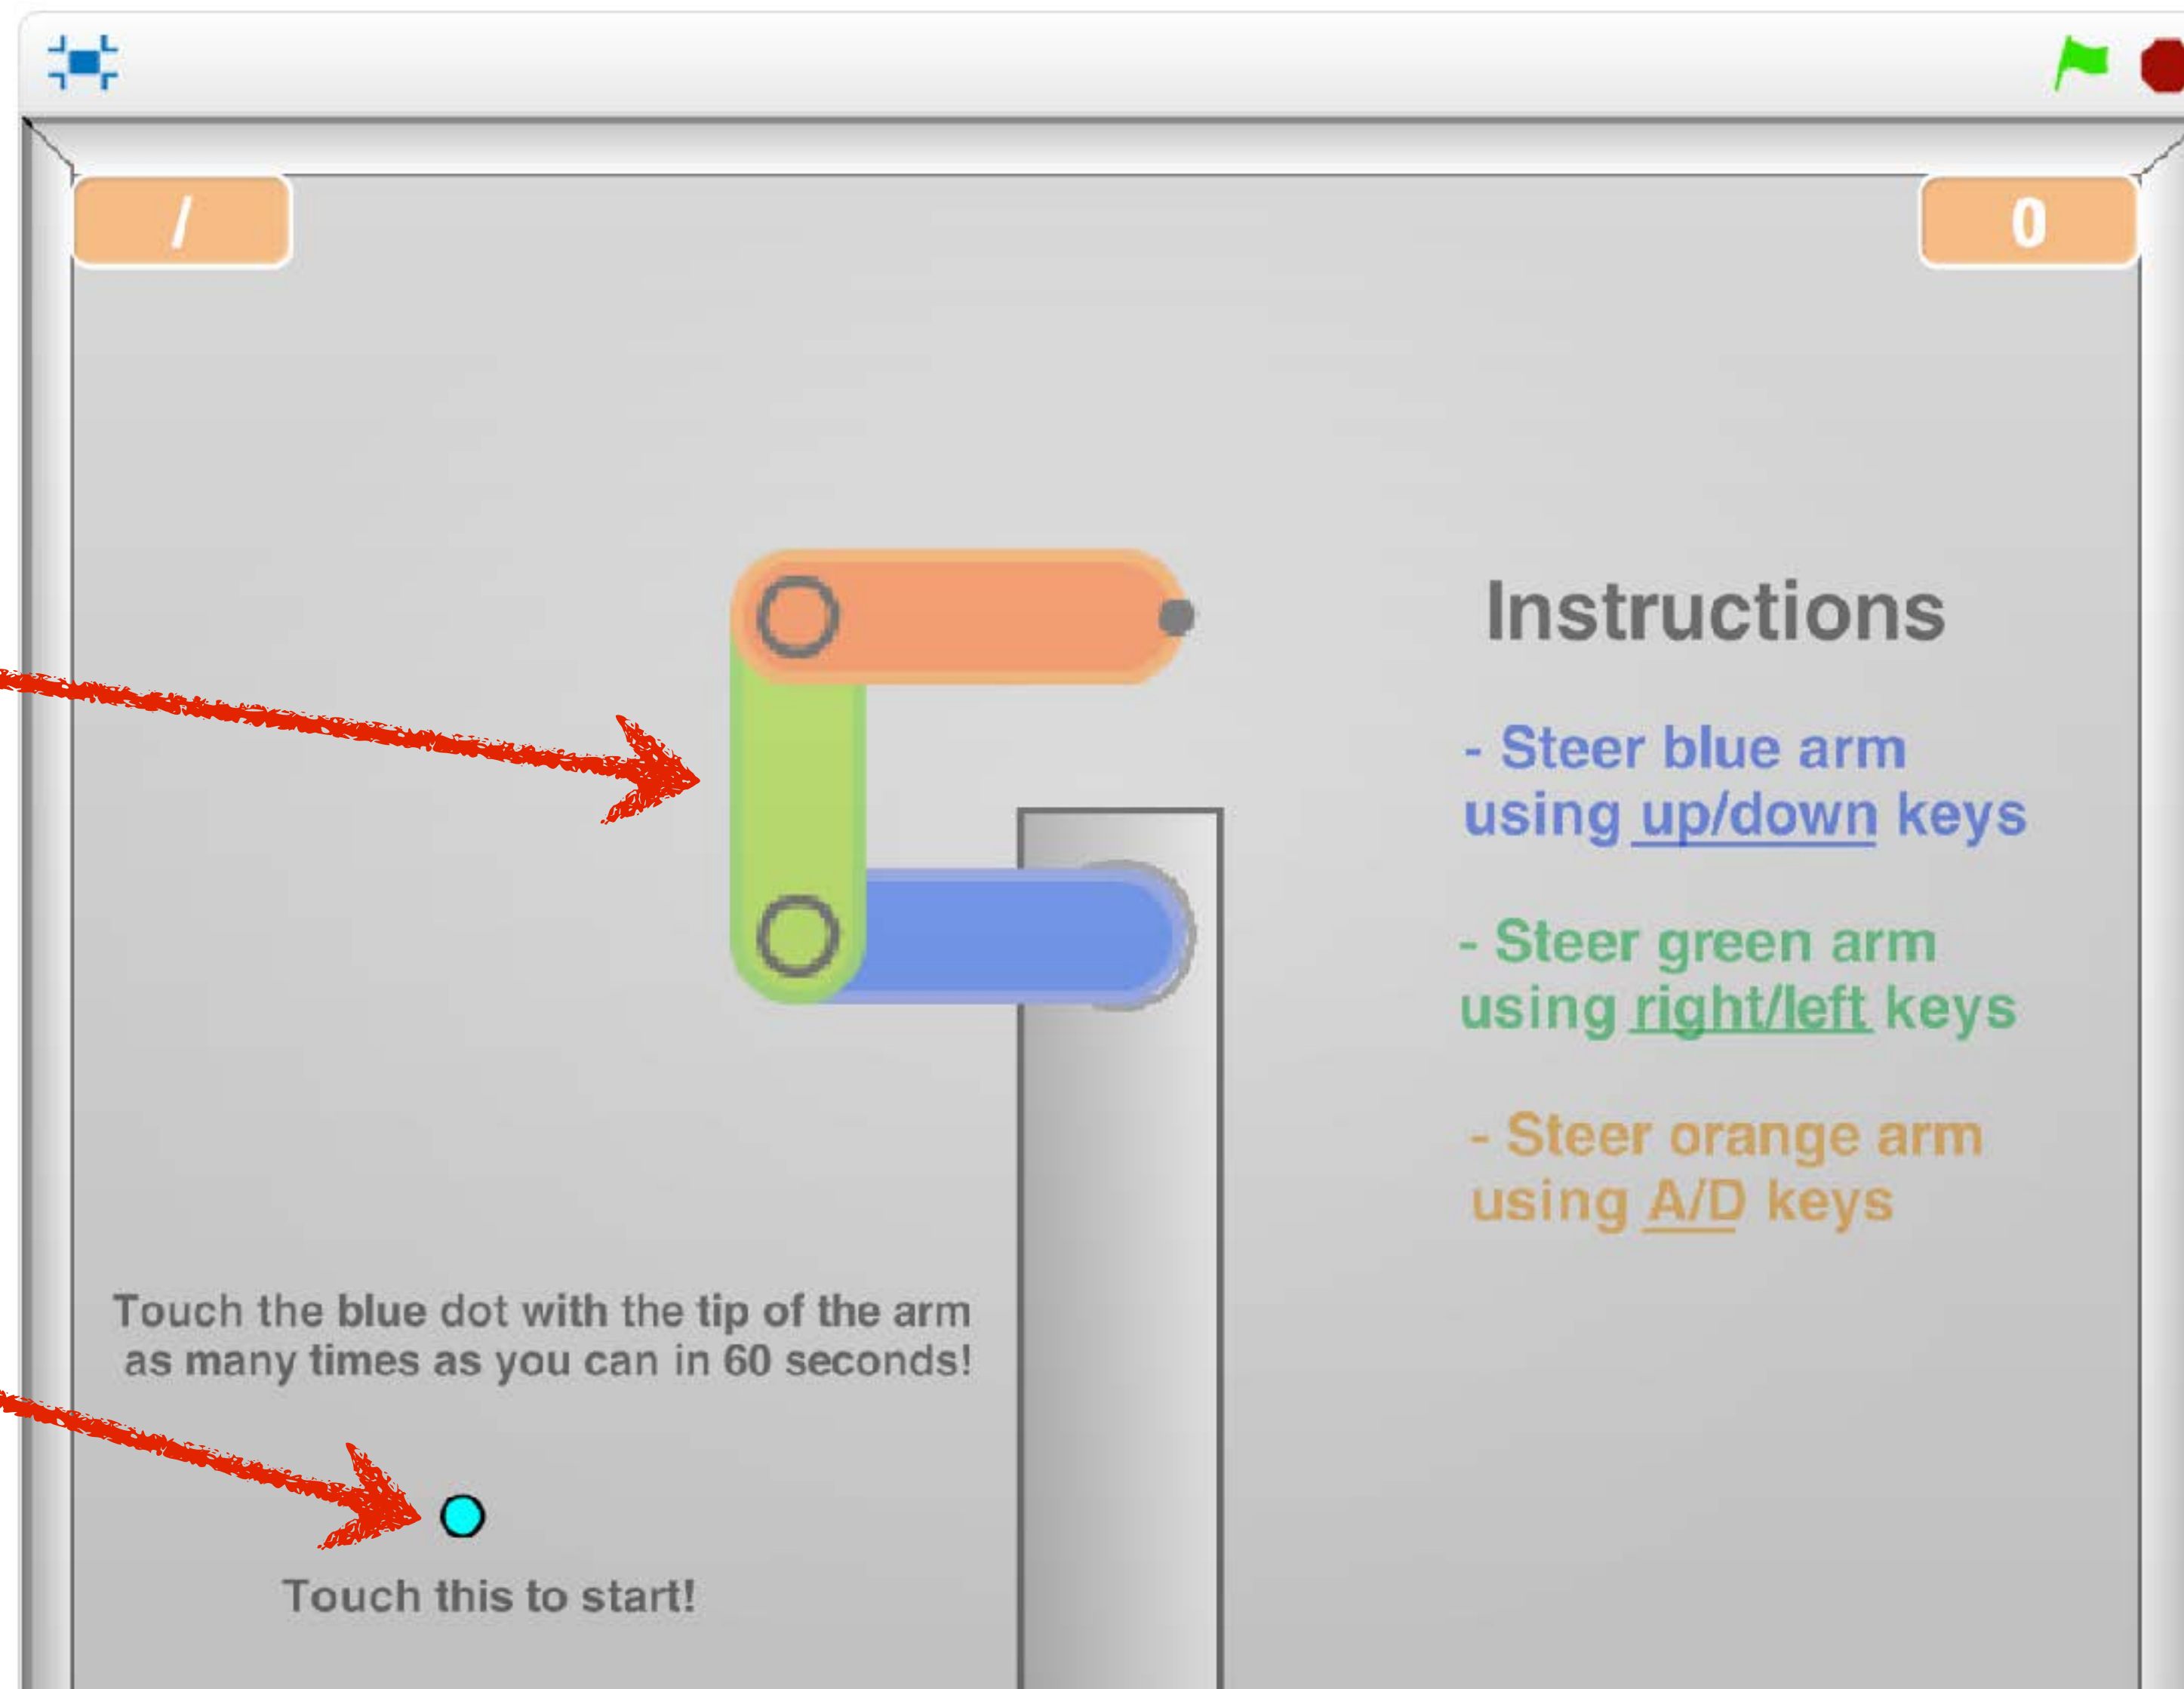 /
0
Instructions
- Steer blue arm
using up/down keys
- Steer green arm
using right/left keys
- Steer orange arm
using A/D keys
Touch the blue dot with the tip of the arm
as many times as you can in 60 seconds!
Touch this to start!